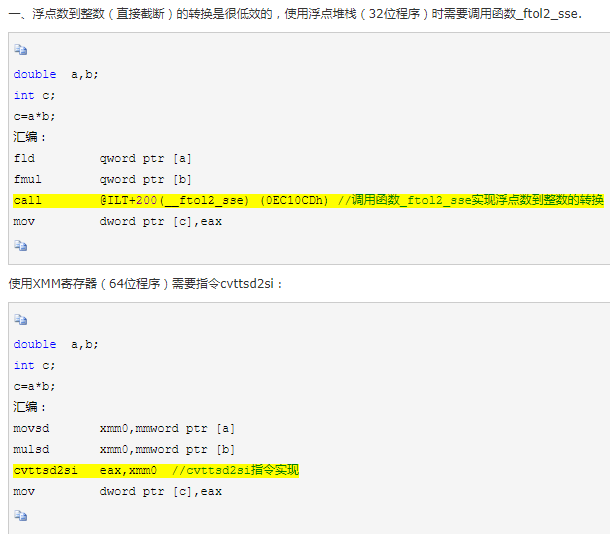 一、浮点数到整数（直接截断）的转换是很低效的，使用浮点堆栈（32位程序）时需要调用函数_ftol2_sse.
double  a,b;
int c;
c=a*b;
汇编：
fld         qword ptr [a]
fmul        qword ptr [b]
call        @ILT+200(__ftol2_sse) (0EC10CDh) //调用函数_ftol2_sse实现浮点数到整数的转换
mov         dword ptr [c],eax
使用XMM寄存器（64位程序）需要指令cvttsd2si：
double  a,b;
int c;
c=a*b;
汇编：
movsd       xmm0,mmword ptr [a]
mulsd       xmm0,mmword ptr [b]
cvttsd2si   eax,xmm0  //cvttsd2si指令实现
mov         dword ptr [c],eax